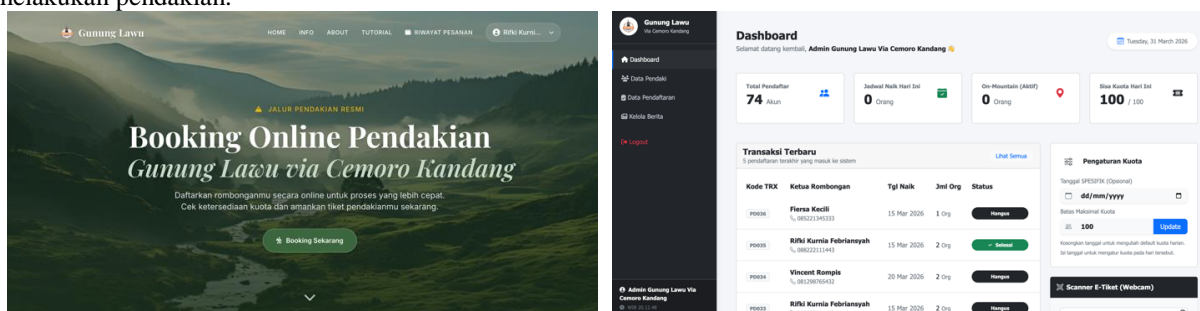 melakukan pendakian.
Gunung Lawu
HOME INFO ABOUT TUTORIAL RIWAYAT PESANAN Rifki Kurni...
JALUR PENDAKIAN RESMI
Booking Online Pendakian
Gunung Lawu via Cemoro Kandang
Daftarkan rombonganmu secara online untuk proses yang lebih cepat.
Cek ketersediaan kuota dan amankan tiket pendakianmu sekarang.
Booking Sekarang
Gunung Lawu
Via Cemoro Kandang
Dashboard
Data Pendaki
Data Pendaftaran
Kelola Berita
Logout
Admin Gunung Lawu Via
Cemoro Kandang
Dashboard
Selamat datang kembali, Admin Gunung Lawu Via Cemoro Kandang 👋
Tuesday, 31 March 2026
Total Pendaftar
74 Akun
Jadwal Naik Hari Ini
0 Orang
On-Mountain (Aktif)
0 Orang
Sisa Kuota Hari Ini
100 / 100
Transaksi Terbaru
5 pendaftaran terakhir yang masuk ke sistem
Lihat Semua
Kode TRX Ketua Rombongan Tgl Naik Jml Org Status
PD036 Fiersa Kecili 15 Mar 2026 1 Org Hangus
085221345333
PD035 Rifki Kurnia Febriansyah 15 Mar 2026 2 Org Selesai
088222111443
PD034 Vincent Rompis 20 Mar 2026 2 Org Hangus
081298765432
PD033 Rifki Kurnia Febriansyah 15 Mar 2026 2 Org Hangus
Pengaturan Kuota
Tanggal SPESIFIK (Opsional)
dd/mm/yyyy
Batas Maksimal Kuota
100 Update
Kosongkan tanggal untuk mengubah default kuota harian.
Isi tanggal untuk mengatur kuota pada hari tersebut.
Scanner E-Tiket (Webcam)